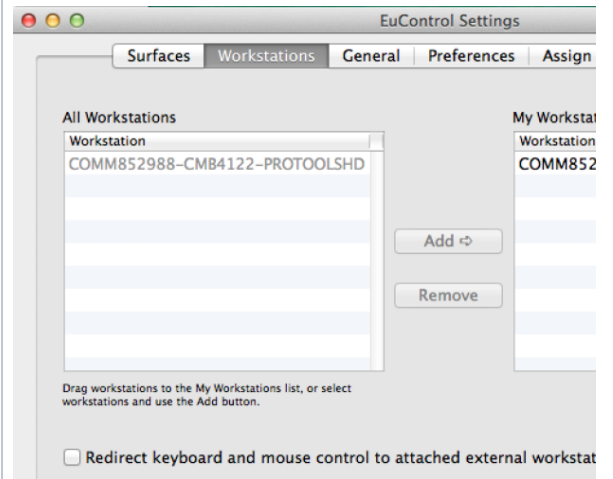 EuControl Settings
Surfaces Workstations General Preferences Assign
All Workstations My Workstat
Workstation Workstation
COMM852988-CMB4122-PROTOOLSHD COMM852
Add ⇨
Remove
Drag workstations to the My Workstations list, or select
workstations and use the Add button.
Redirect keyboard and mouse control to attached external workstat